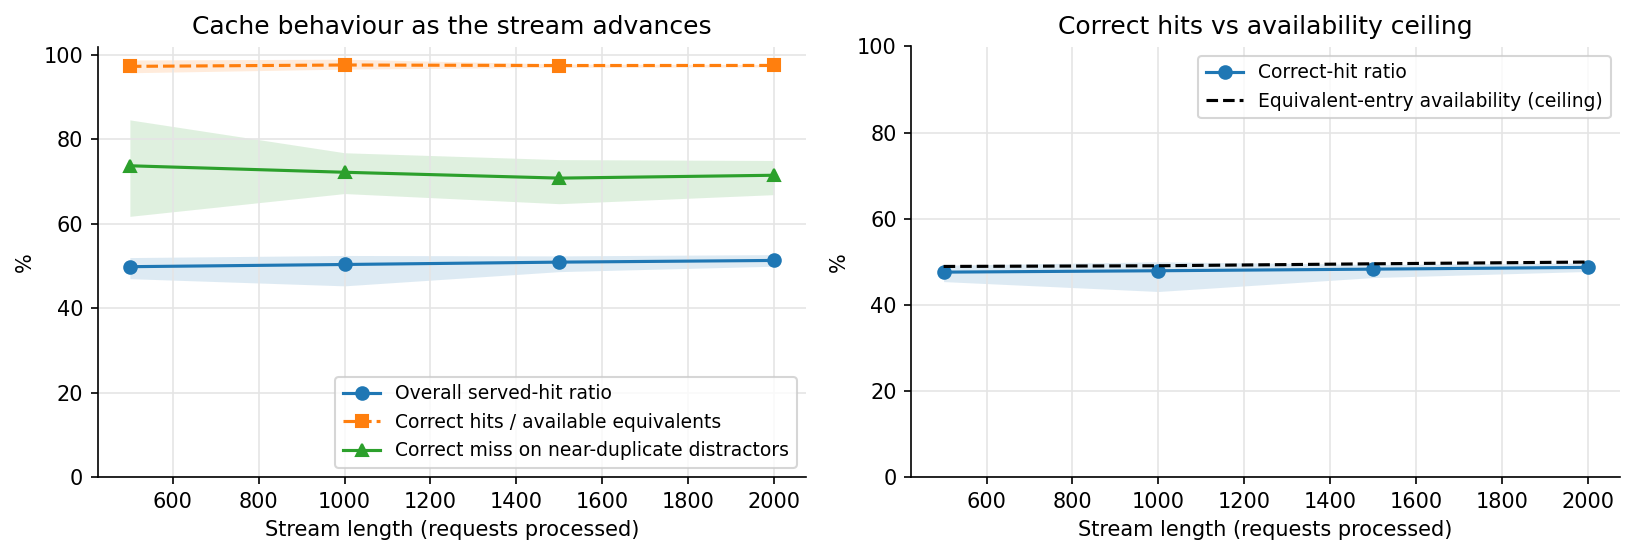 Cache behaviour as the stream advances
100
80
60
40
20
0
%
Overall served-hit ratio
Correct hits / available equivalents
Correct miss on near-duplicate distractors
600 800 1000 1200 1400 1600 1800 2000
Stream length (requests processed)
Correct hits vs availability ceiling
100
80
60
40
20
0
%
Correct-hit ratio
Equivalent-entry availability (ceiling)
600 800 1000 1200 1400 1600 1800 2000
Stream length (requests processed)